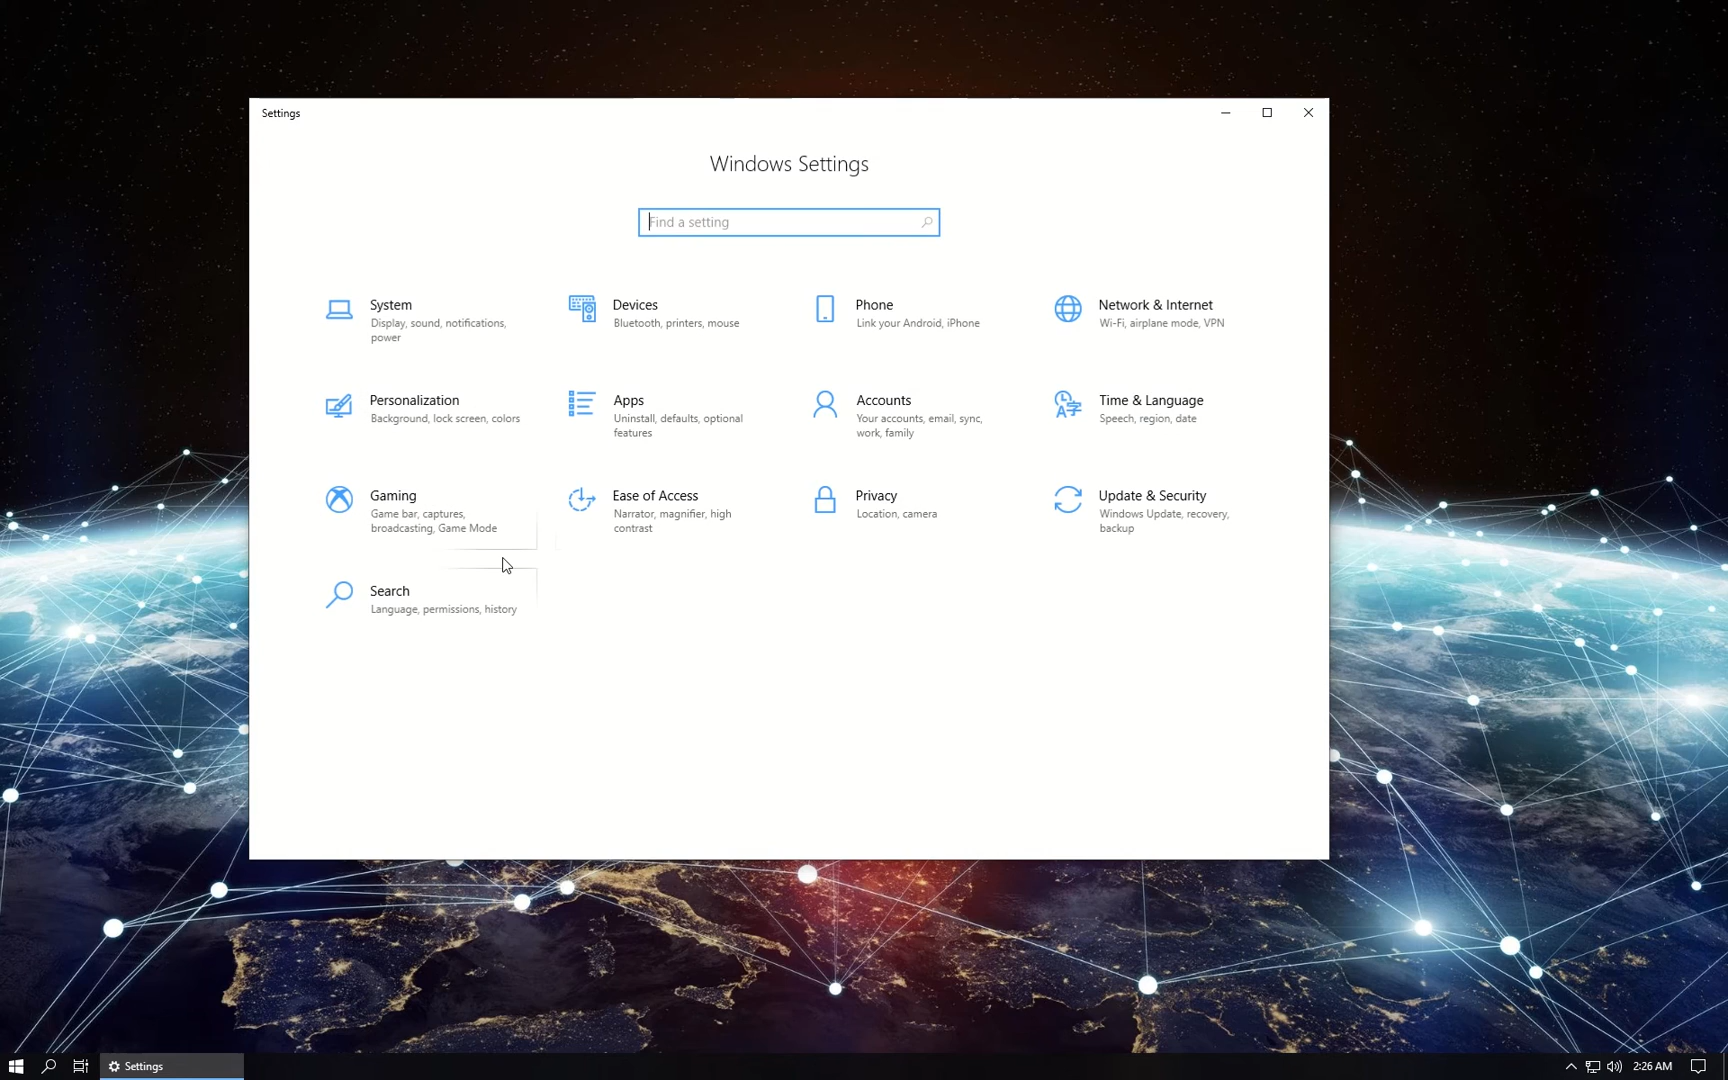 Settings
Windows Settings
Find a setting
System
Display, sound, notifications,
power
Devices
Bluetooth, printers, mouse
Phone
Link your Android, iPhone
Network & Internet
Wi-Fi, airplane mode, VPN
Personalization
Background, lock screen, colors
Apps
Uninstall, defaults, optional
features
Accounts
Your accounts, email, sync,
work, family
Time & Language
Speech, region, date
Gaming
Game bar, captures,
broadcasting, Game Mode
Ease of Access
Narrator, magnifier, high
contrast
Privacy
Location, camera
Update & Security
Windows Update, recovery,
backup
Search
Language, permissions, history
Settings
2:26 AM